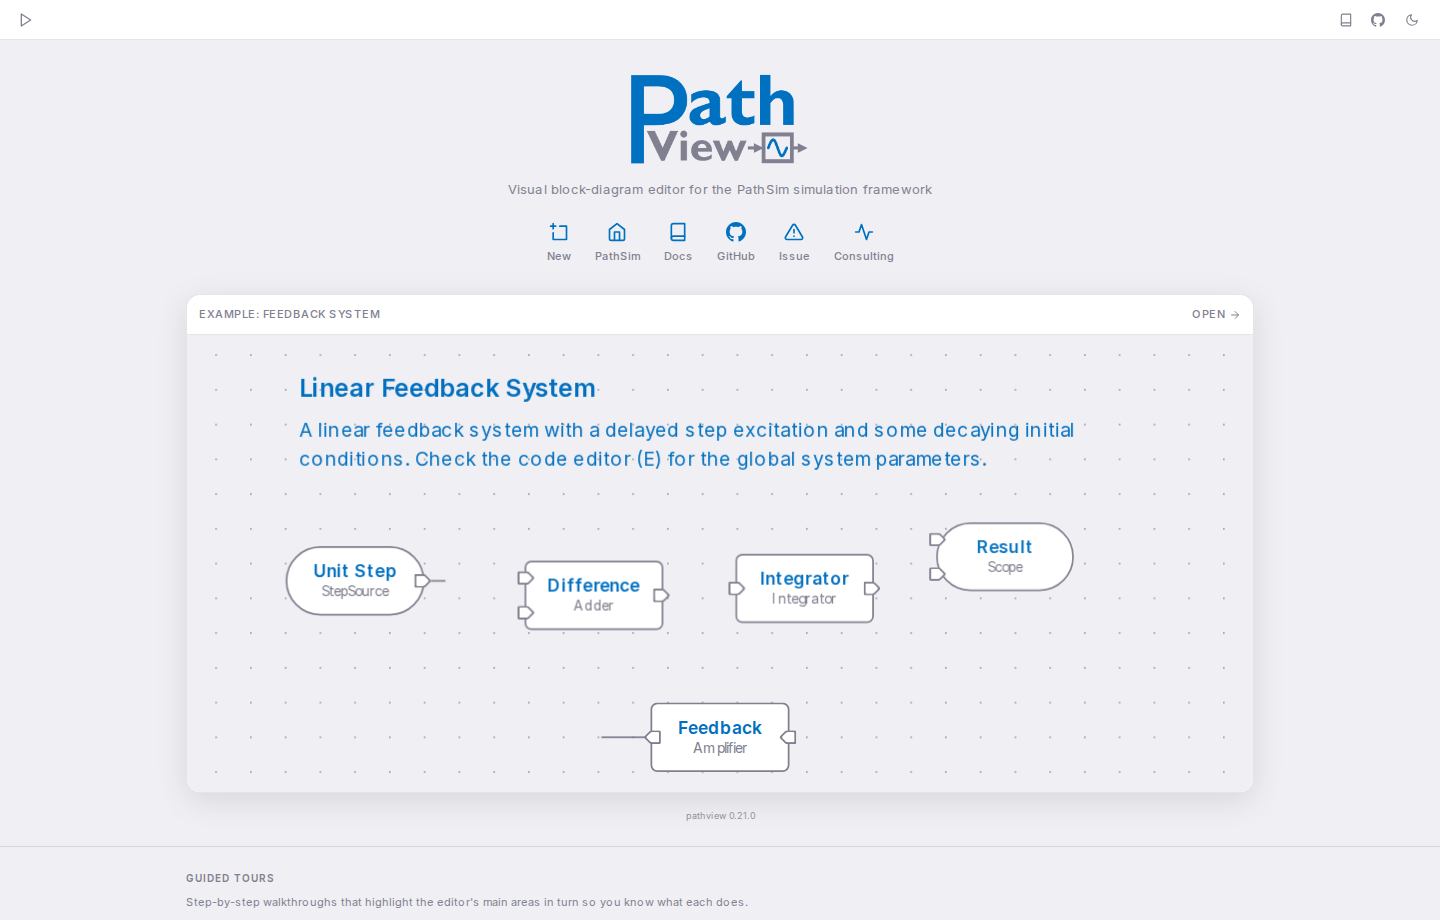 Path
View
Visual block-diagram editor for the PathSim simulation framework
New PathSim Docs GitHub Issue Consulting
EXAMPLE: FEEDBACK SYSTEM OPEN →
Linear Feedback System
A linear feedback system with a delayed step excitation and some decaying initial
conditions. Check the code editor (E) for the global system parameters.
Unit Step
StepSource
Difference
Adder
Integrator
Integrator
Result
Scope
Feedback
Amplifier
pathview 0.21.0
GUIDED TOURS
Step-by-step walkthroughs that highlight the editor's main areas in turn so you know what each does.